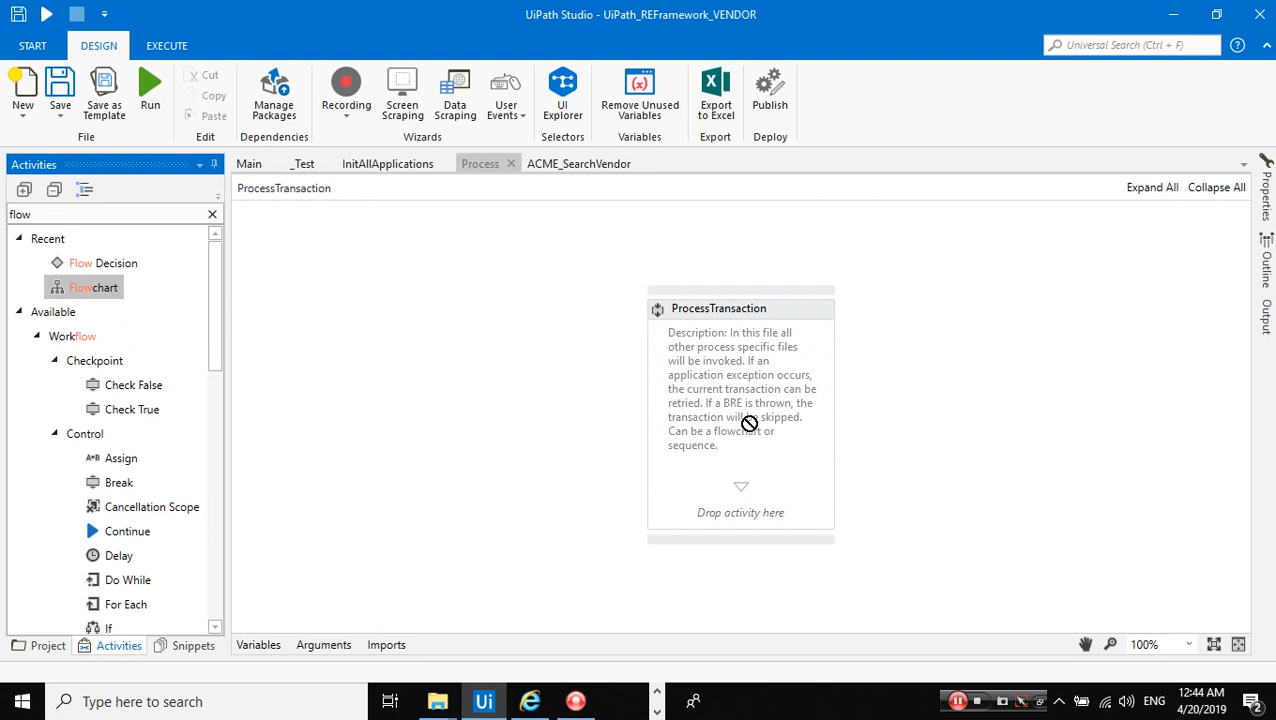 UiPath Studio - UiPath_REFramework_VENDOR
START
DESIGN
EXECUTE
Universal Search (Ctrl + F)
New
Save
Save as
Template
Run
Cut
Copy
Paste
Manage
Packages
Recording
Screen
Scraping
Data
Scraping
User
Events
UI
Explorer
Remove Unused
Variables
Export
to Excel
Publish
File
Edit
Dependencies
Wizards
Selectors
Variables
Export
Deploy
Activities
Main
_Test
InitAllApplications
Process
ACME_SearchVendor
ProcessTransaction
Expand All
Collapse All
flow
Recent
Flow Decision
Flowchart
Available
Workflow
Checkpoint
Check False
Check True
Control
Assign
Break
Cancellation Scope
Continue
Delay
Do While
For Each
If
ProcessTransaction
Description: In this file all
other process specific files
will be invoked. If an
application exception occurs,
the current transaction can be
retried. If a BRE is thrown, the
transaction will be skipped.
Can be a flowchart or
sequence.
Drop activity here
Properties
Outline
Output
Project
Activities
Snippets
Variables
Arguments
Imports
100%
Type here to search
ENG
12:44 AM
4/20/2019
2